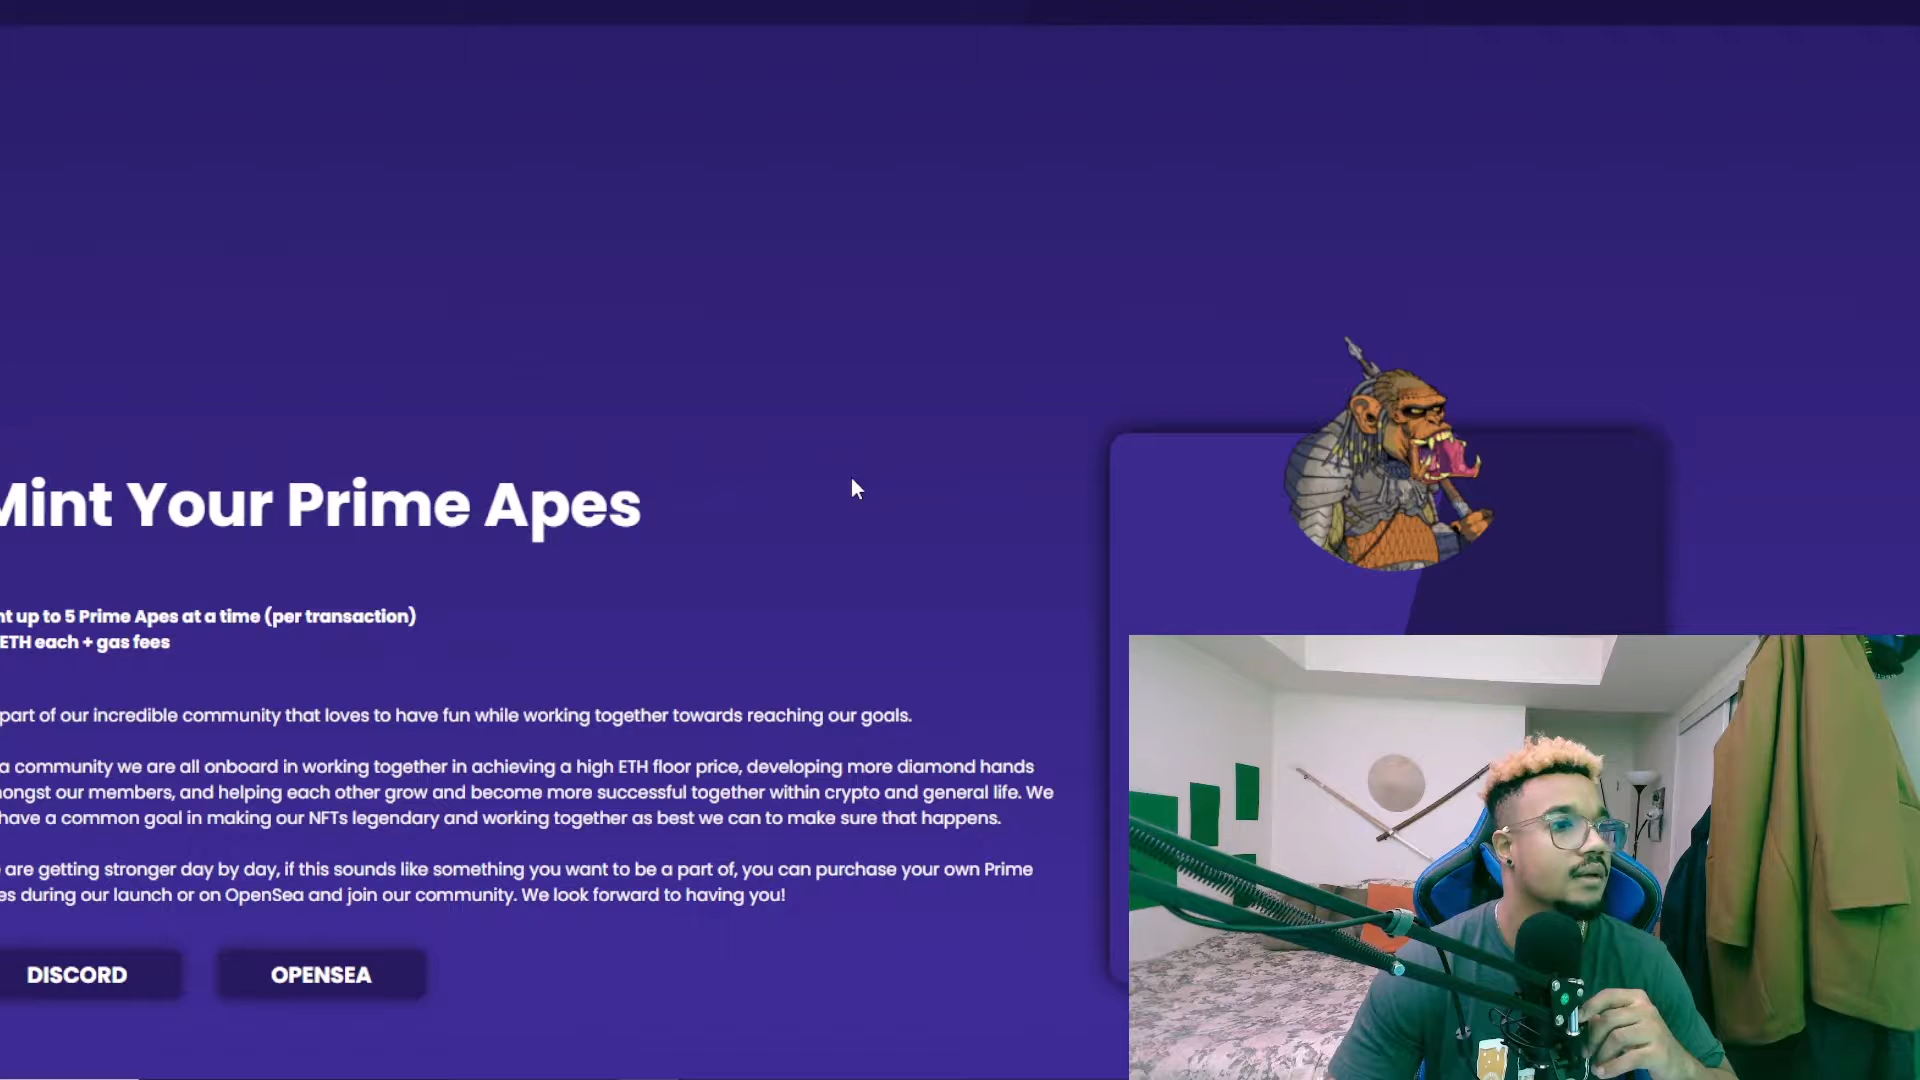 Mint Your Prime Apes
up to 5 Prime Apes at a time (per transaction)
ETH each + gas fees
part of our incredible community that loves to have fun while working together towards reaching our goals.
a community we are all onboard in working together in achieving a high ETH floor price, developing more diamond hands
our members, and helping each other grow and become more successful together within crypto and general life. We
have a common goal in making our NFTs legendary and working together as best we can to make sure that happens.
are getting stronger day by day, if this sounds like something you want to be a part of, you can purchase your own Prime
during our launch or on OpenSea and join our community. We look forward to having you!
DISCORD
OPENSEA